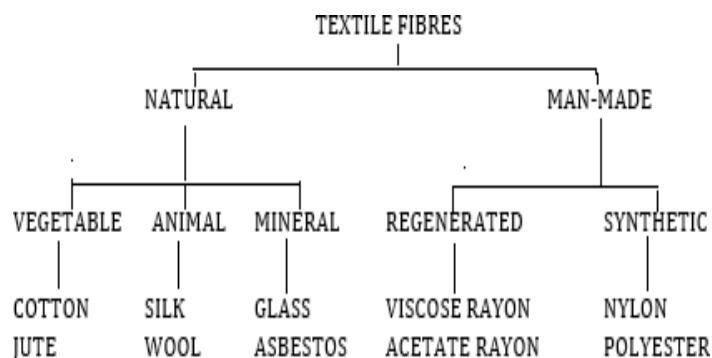 TEXTILE FIBRES
NATURAL MAN-MADE
VEGETABLE ANIMAL MINERAL REGENERATED SYNTHETIC
COTTON SILK GLASS VISCOSE RAYON NYLON
JUTE WOOL ASBESTOS ACETATE RAYON POLYESTER